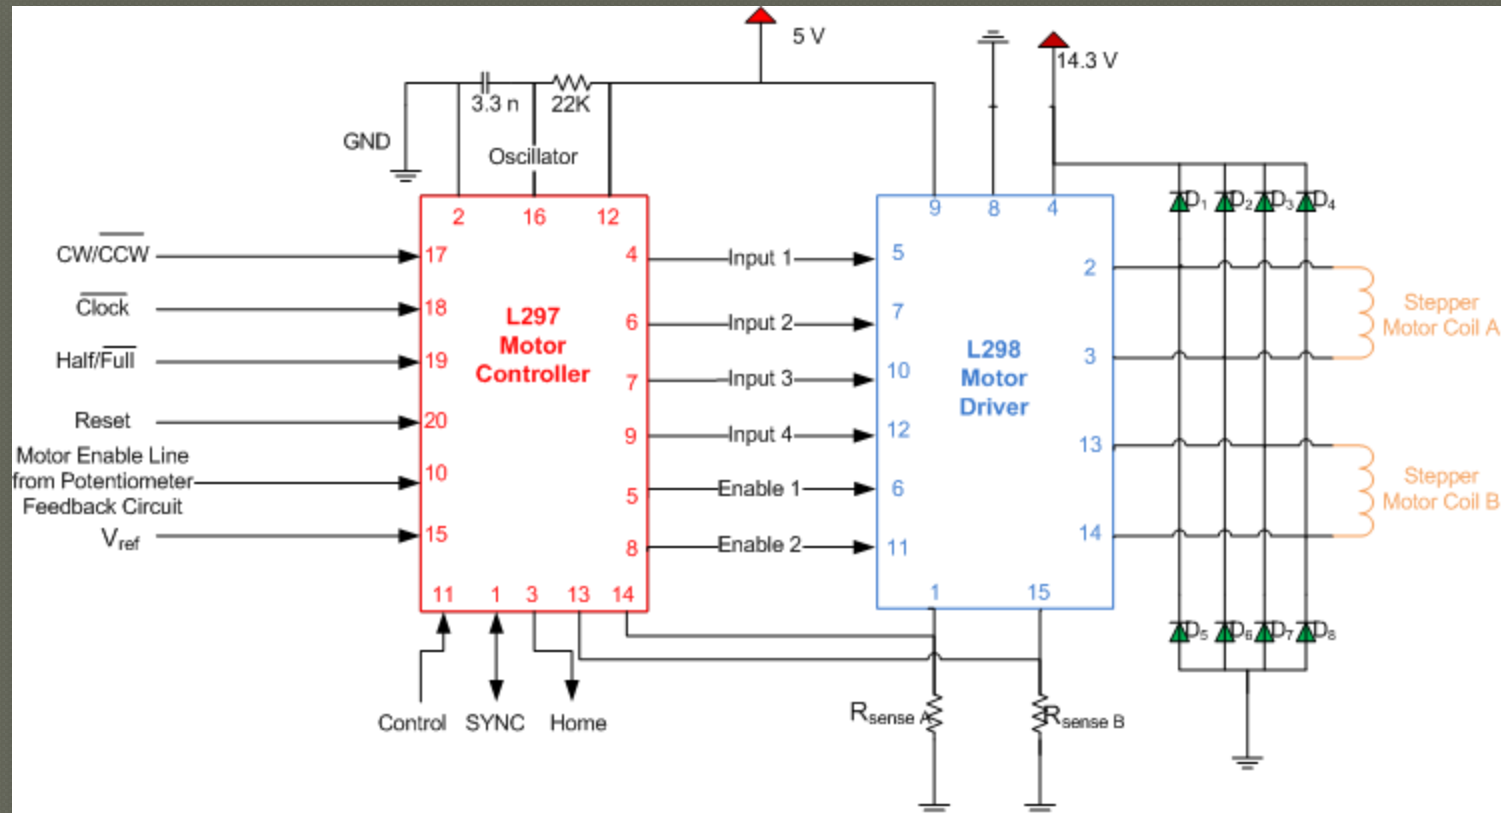 5 V
14.3 V
3.3 n
22K
GND
Oscillator
2
16
12
9
8
4
D1
D2
D3
D4
CW/C̅C̅W̅
17
C̅l̅o̅c̅k̅
18
Half/F̅u̅l̅l̅
19
Reset
20
Motor Enable Line
from Potentiometer
Feedback Circuit
10
Vref
15
L297
Motor
Controller
4
Input 1
5
6
Input 2
7
7
Input 3
10
9
Input 4
12
5
Enable 1
6
8
Enable 2
11
L298
Motor
Driver
2
3
13
14
Stepper
Motor Coil A
Stepper
Motor Coil B
11
1
3
13
14
1
15
D5
D6
D7
D8
Control
SYNC
Home
Rsense A
Rsense B